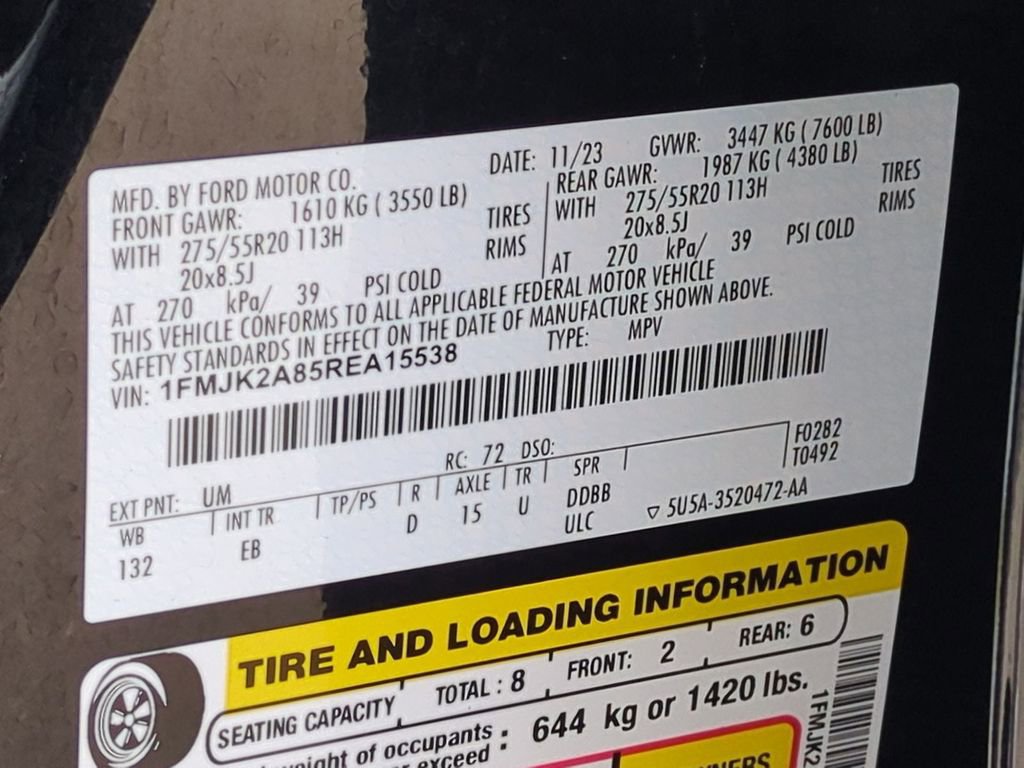 MFD. BY FORD MOTOR CO. DATE: 11/23 GVWR: 3447 KG ( 7600 LB)
FRONT GAWR: 1610 KG ( 3550 LB) REAR GAWR: 1987 KG ( 4380 LB)
WITH 275/55R20 113H TIRES WITH 275/55R20 113H TIRES
20x8.5J RIMS 20x8.5J RIMS
AT 270 kPa/ 39 PSI COLD AT 270 kPa/ 39 PSI COLD
THIS VEHICLE CONFORMS TO ALL APPLICABLE FEDERAL MOTOR VEHICLE
SAFETY STANDARDS IN EFFECT ON THE DATE OF MANUFACTURE SHOWN ABOVE.
VIN: 1FMJK2A85REA15538 TYPE: MPV
F0282
T0492
EXT PNT: UM RC: 72 DSO:
WB INT TR TP/PS R AXLE TR SPR
132 EB D 15 U DDBB
ULC ▽ 5U5A-3520472-AA
TIRE AND LOADING INFORMATION
SEATING CAPACITY TOTAL : 8 FRONT: 2 REAR: 6
weight of occupants
exceed : 644 kg or 1420 lbs.
1FMJK2